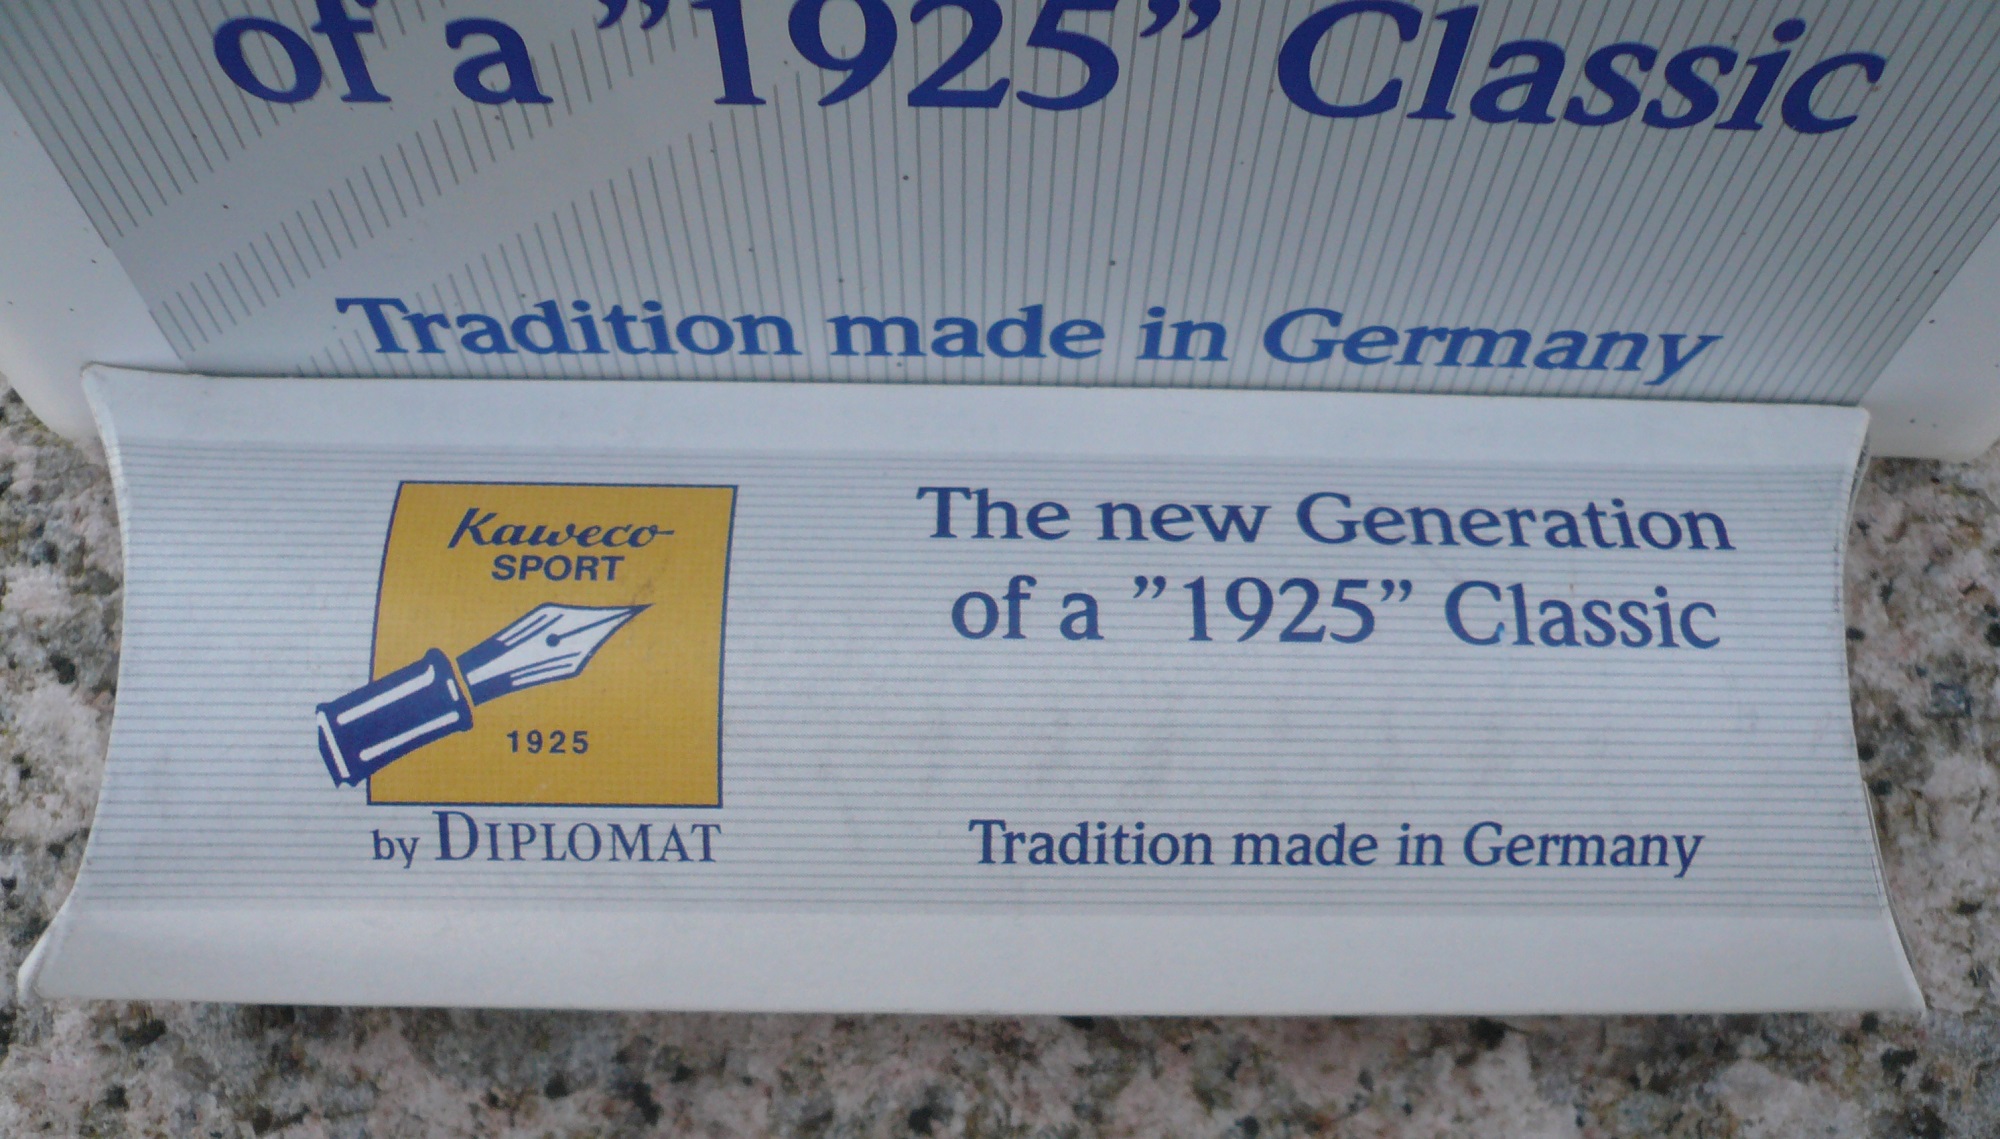 of a ”1925” Classic
Tradition made in Germany
Kaweco-
SPORT
1925
by DIPLOMAT
The new Generation
of a ”1925” Classic
Tradition made in Germany